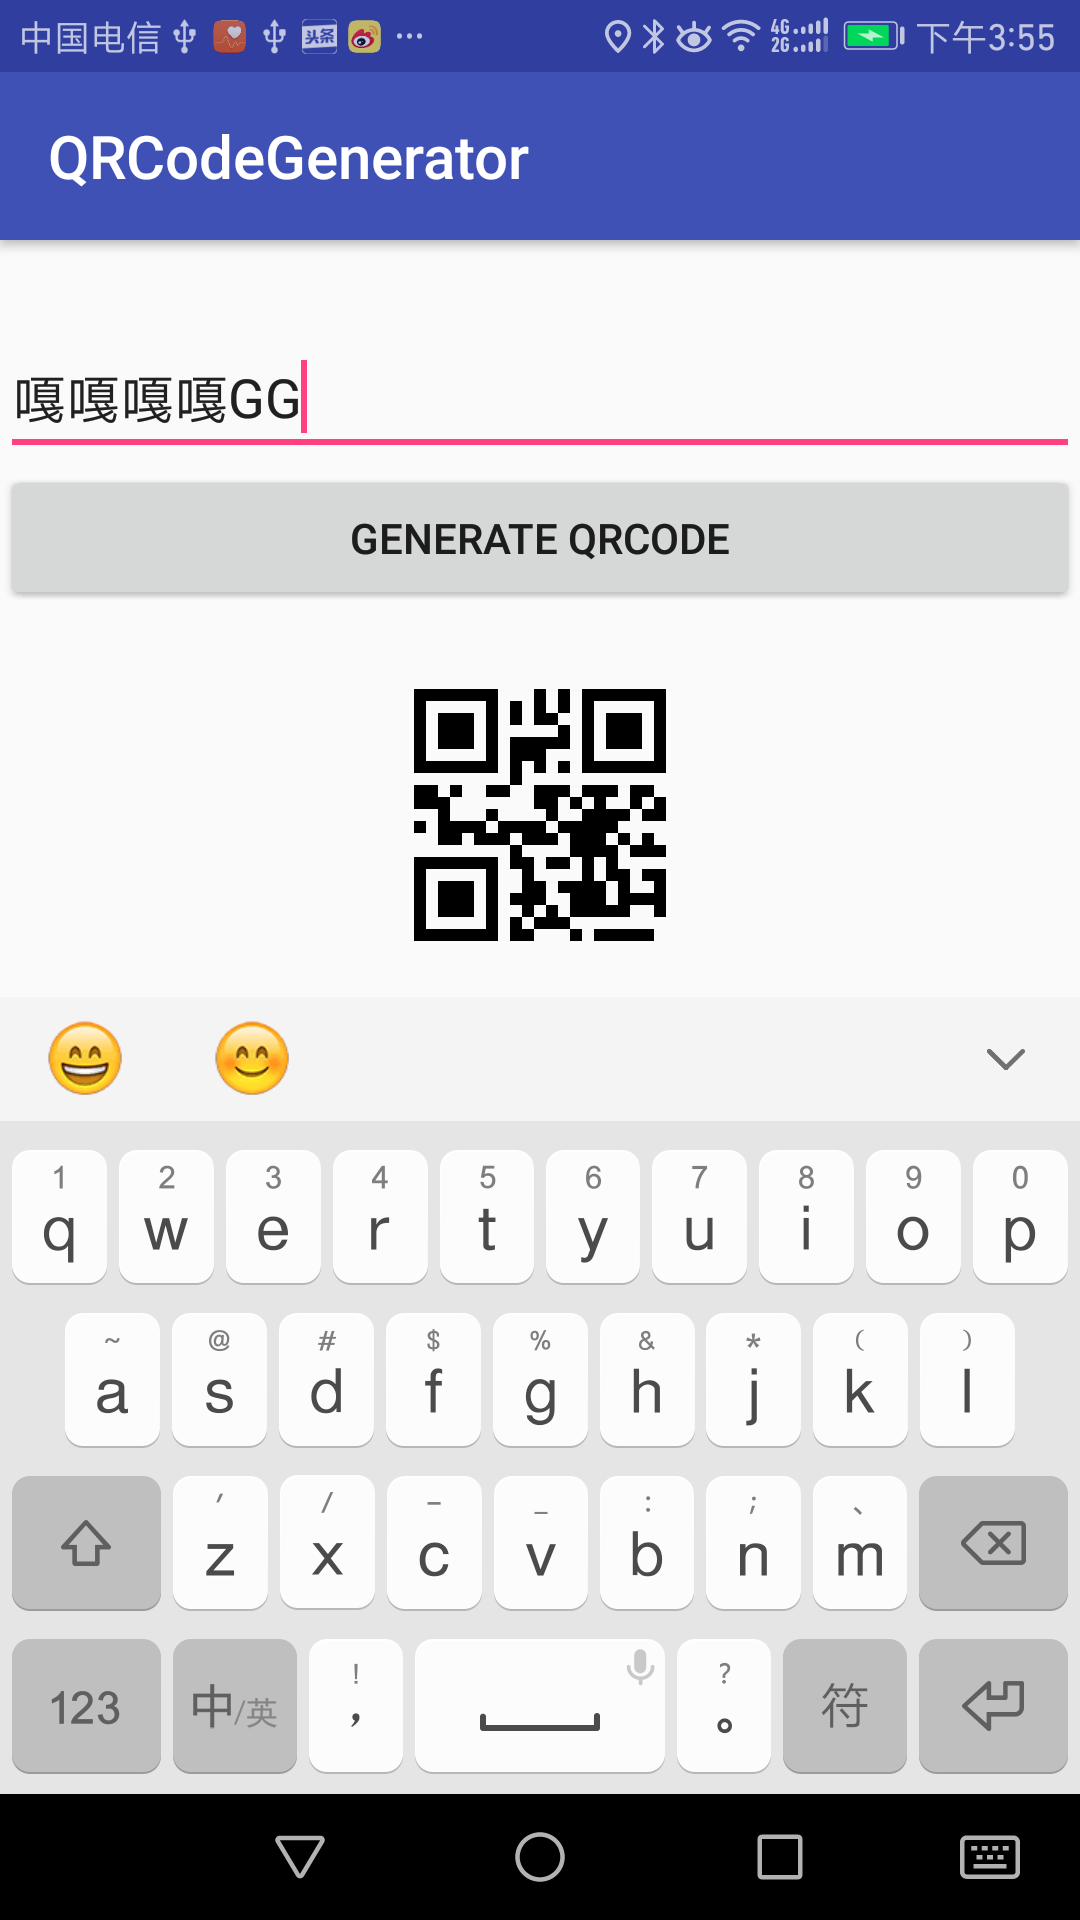 中国电信 头条 4G 2G 下午3:55
QRCodeGenerator
嘎嘎嘎嘎GG
GENERATE QRCODE
1 2 3 4 5 6 7 8 9 0
q w e r t y u i o p
~ @ # $ % & * ( )
a s d f g h j k l
′ / - _ : ; 、
z x c v b n m
! ?
123 中/英 , 。 符